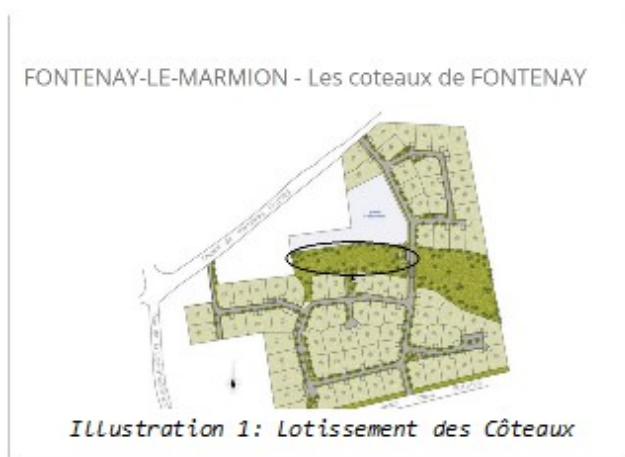 FONTENAY-LE-MARMION - Les coteaux de FONTENAY
Illustration 1: Lotissement des Côteaux